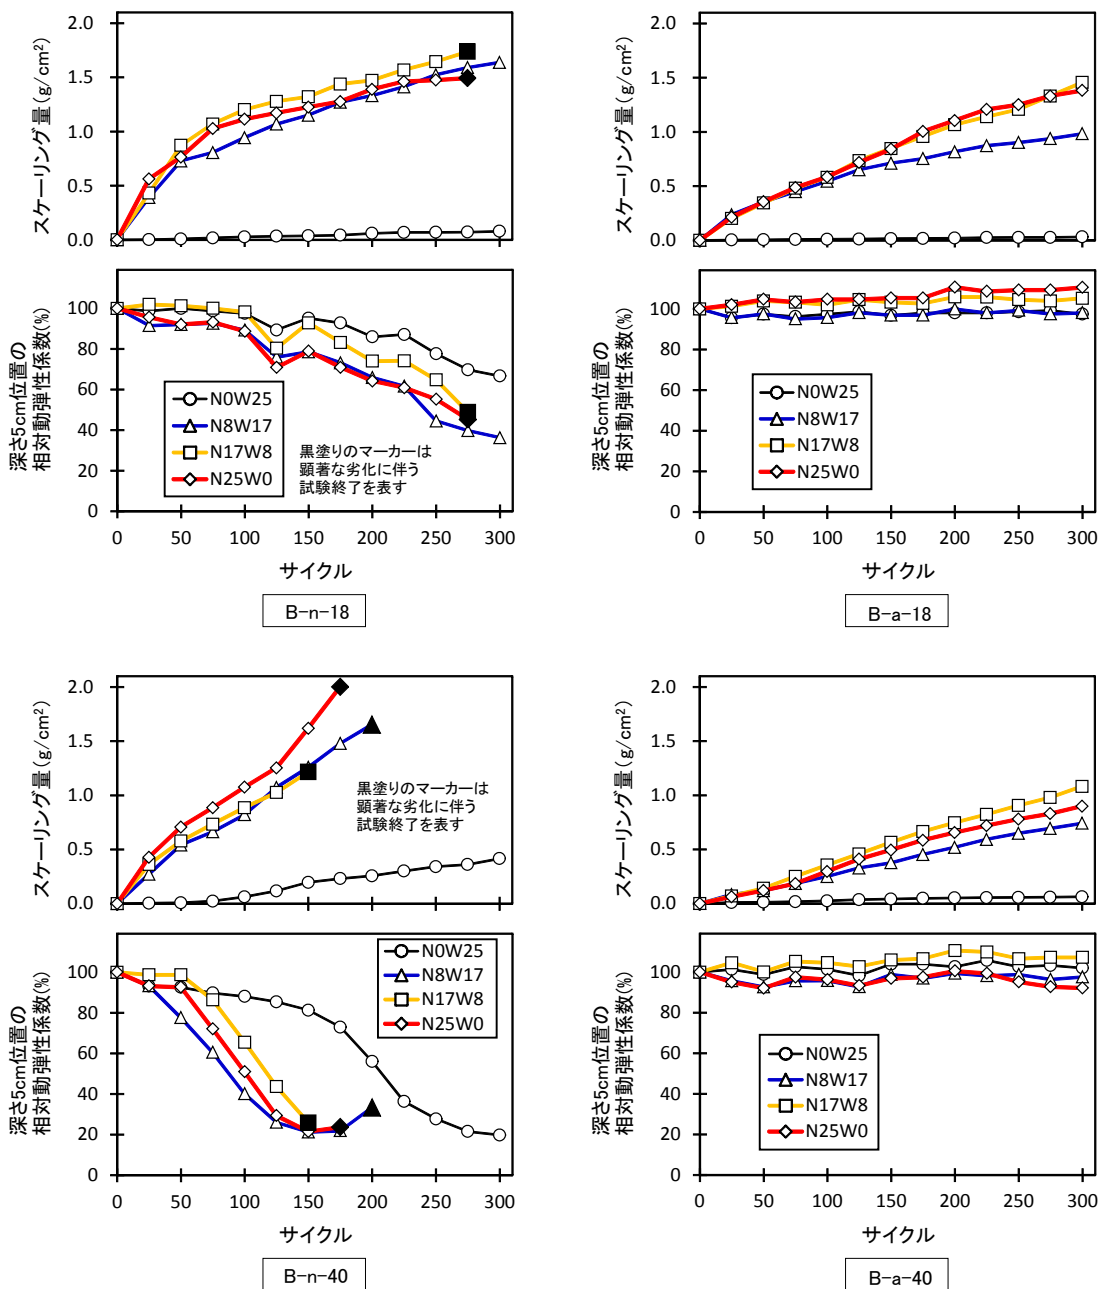 2.0
1.5
1.0
0.5
0.0
スケーリング量(g/cm²)
100
80
60
40
20
0
深さ5cm位置の
相対動弾性係数(%)
N0W25
N8W17
N17W8
N25W0
黒塗りのマーカーは
顕著な劣化に伴う
試験終了を表す
0 50 100 150 200 250 300
サイクル
B-n-18
2.0
1.5
1.0
0.5
0.0
スケーリング量(g/cm²)
100
80
60
40
20
0
深さ5cm位置の
相対動弾性係数(%)
N0W25
N8W17
N17W8
N25W0
0 50 100 150 200 250 300
サイクル
B-a-18
2.0
1.5
1.0
0.5
0.0
スケーリング量(g/cm²)
黒塗りのマーカーは
顕著な劣化に伴う
試験終了を表す
100
80
60
40
20
0
深さ5cm位置の
相対動弾性係数(%)
N0W25
N8W17
N17W8
N25W0
0 50 100 150 200 250 300
サイクル
B-n-40
2.0
1.5
1.0
0.5
0.0
スケーリング量(g/cm²)
100
80
60
40
20
0
深さ5cm位置の
相対動弾性係数(%)
N0W25
N8W17
N17W8
N25W0
0 50 100 150 200 250 300
サイクル
B-a-40